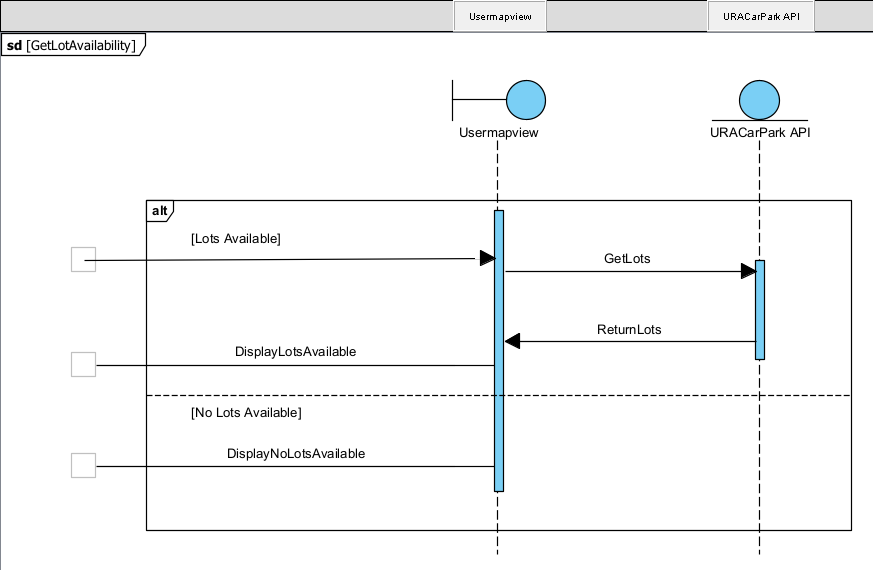 Usermapview
URACarPark API
sd [GetLotAvailability]
Usermapview
URACarPark API
alt
[Lots Available]
GetLots
ReturnLots
DisplayLotsAvailable
[No Lots Available]
DisplayNoLotsAvailable